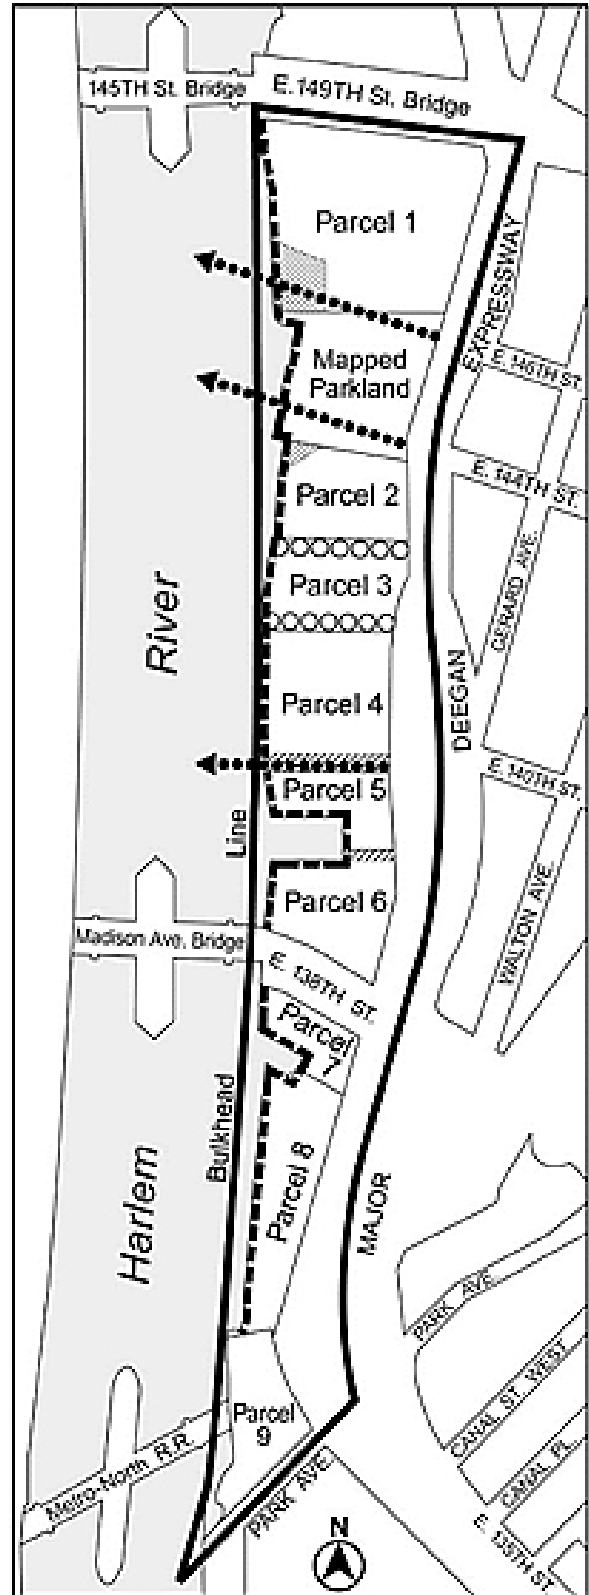 145TH St. Bridge
E. 149TH St. Bridge
Parcel 1
EXPRESSWAY
E. 146TH ST.
Mapped
Parkland
E. 144TH ST.
Parcel 2
GERARD AVE.
Parcel 3
River
DEEGAN
Parcel 4
E. 140TH ST.
Parcel 5
Line
WALTON AVE.
Parcel 6
Madison Ave. Bridge
E. 138TH ST.
Parcel
7
Bulkhead
Parcel 8
Harlem
MAJOR
PARK AVE.
CANAL ST. WEST
Parcel
9
CANAL PL.
Metro-North R.R.
PARK AVE.
E. 135TH ST.
N